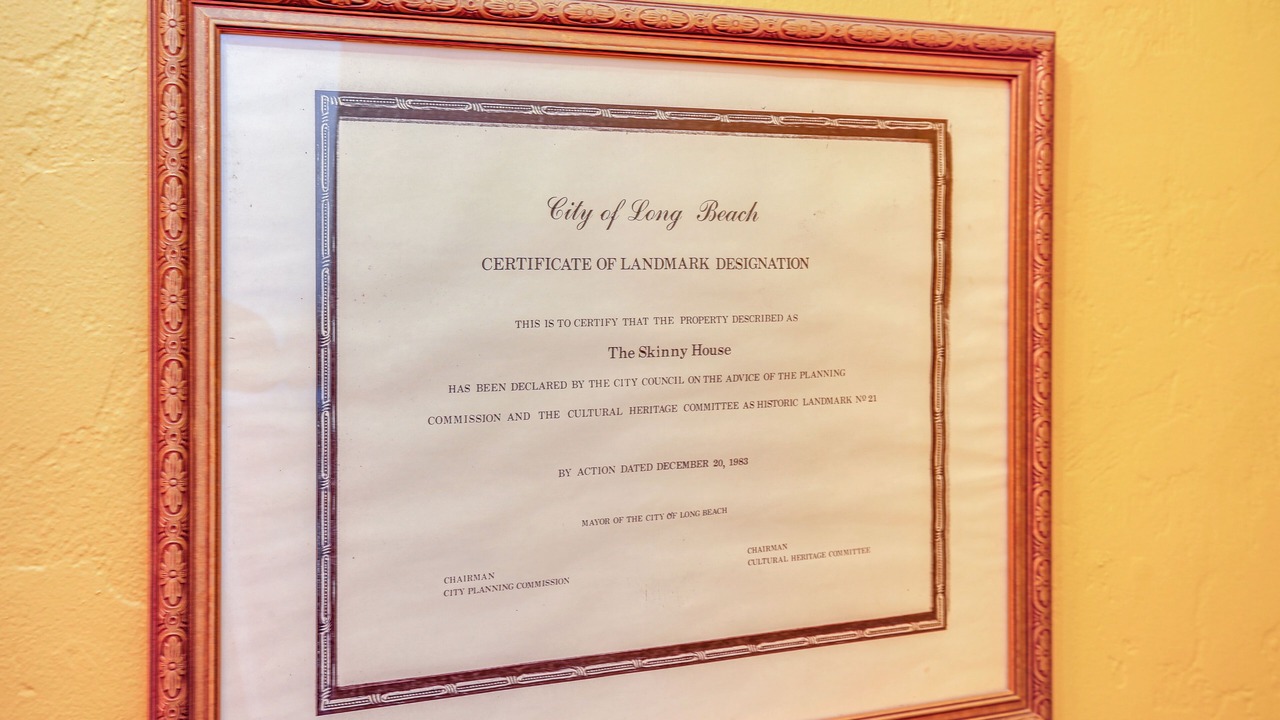 City of Long Beach
CERTIFICATE OF LANDMARK DESIGNATION
THIS IS TO CERTIFY THAT THE PROPERTY DESCRIBED AS
The Skinny House
HAS BEEN DECLARED BY THE CITY COUNCIL ON THE ADVICE OF THE PLANNING
COMMISSION AND THE CULTURAL HERITAGE COMMITTEE AS HISTORIC LANDMARK Nº 21
BY ACTION DATED DECEMBER 20, 1983
MAYOR OF THE CITY OF LONG BEACH
CHAIRMAN
CULTURAL HERITAGE COMMITTEE
CHAIRMAN
CITY PLANNING COMMISSION